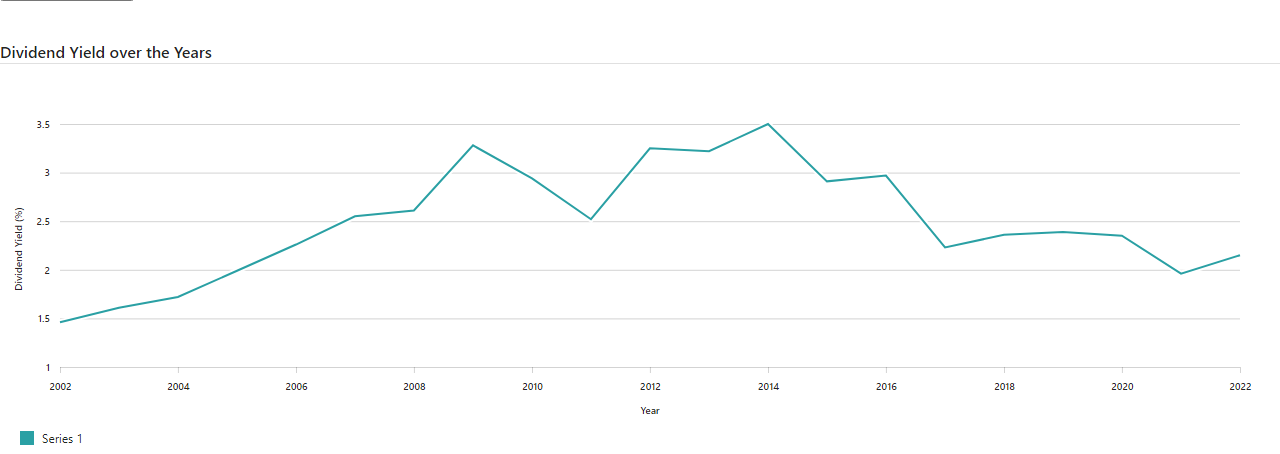 Dividend Yield over the Years
3.5
3
2.5
2
1.5
1
Dividend Yield (%)
2002 2004 2006 2008 2010 2012 2014 2016 2018 2020 2022
Year
Series 1